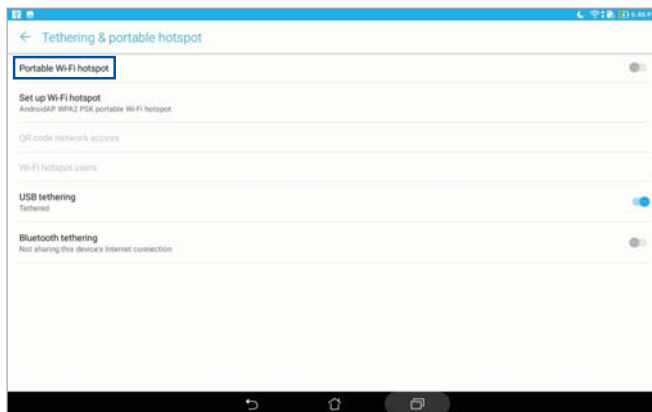 5:45 P
Tethering & portable hotspot
Portable Wi-Fi hotspot
Set up Wi-Fi hotspot
AndroidAP WPA2 PSK portable Wi-Fi hotspot
QR code network access
Wi-Fi hotspot users
USB tethering
Tethered
Bluetooth tethering
Not sharing this device's Internet connection